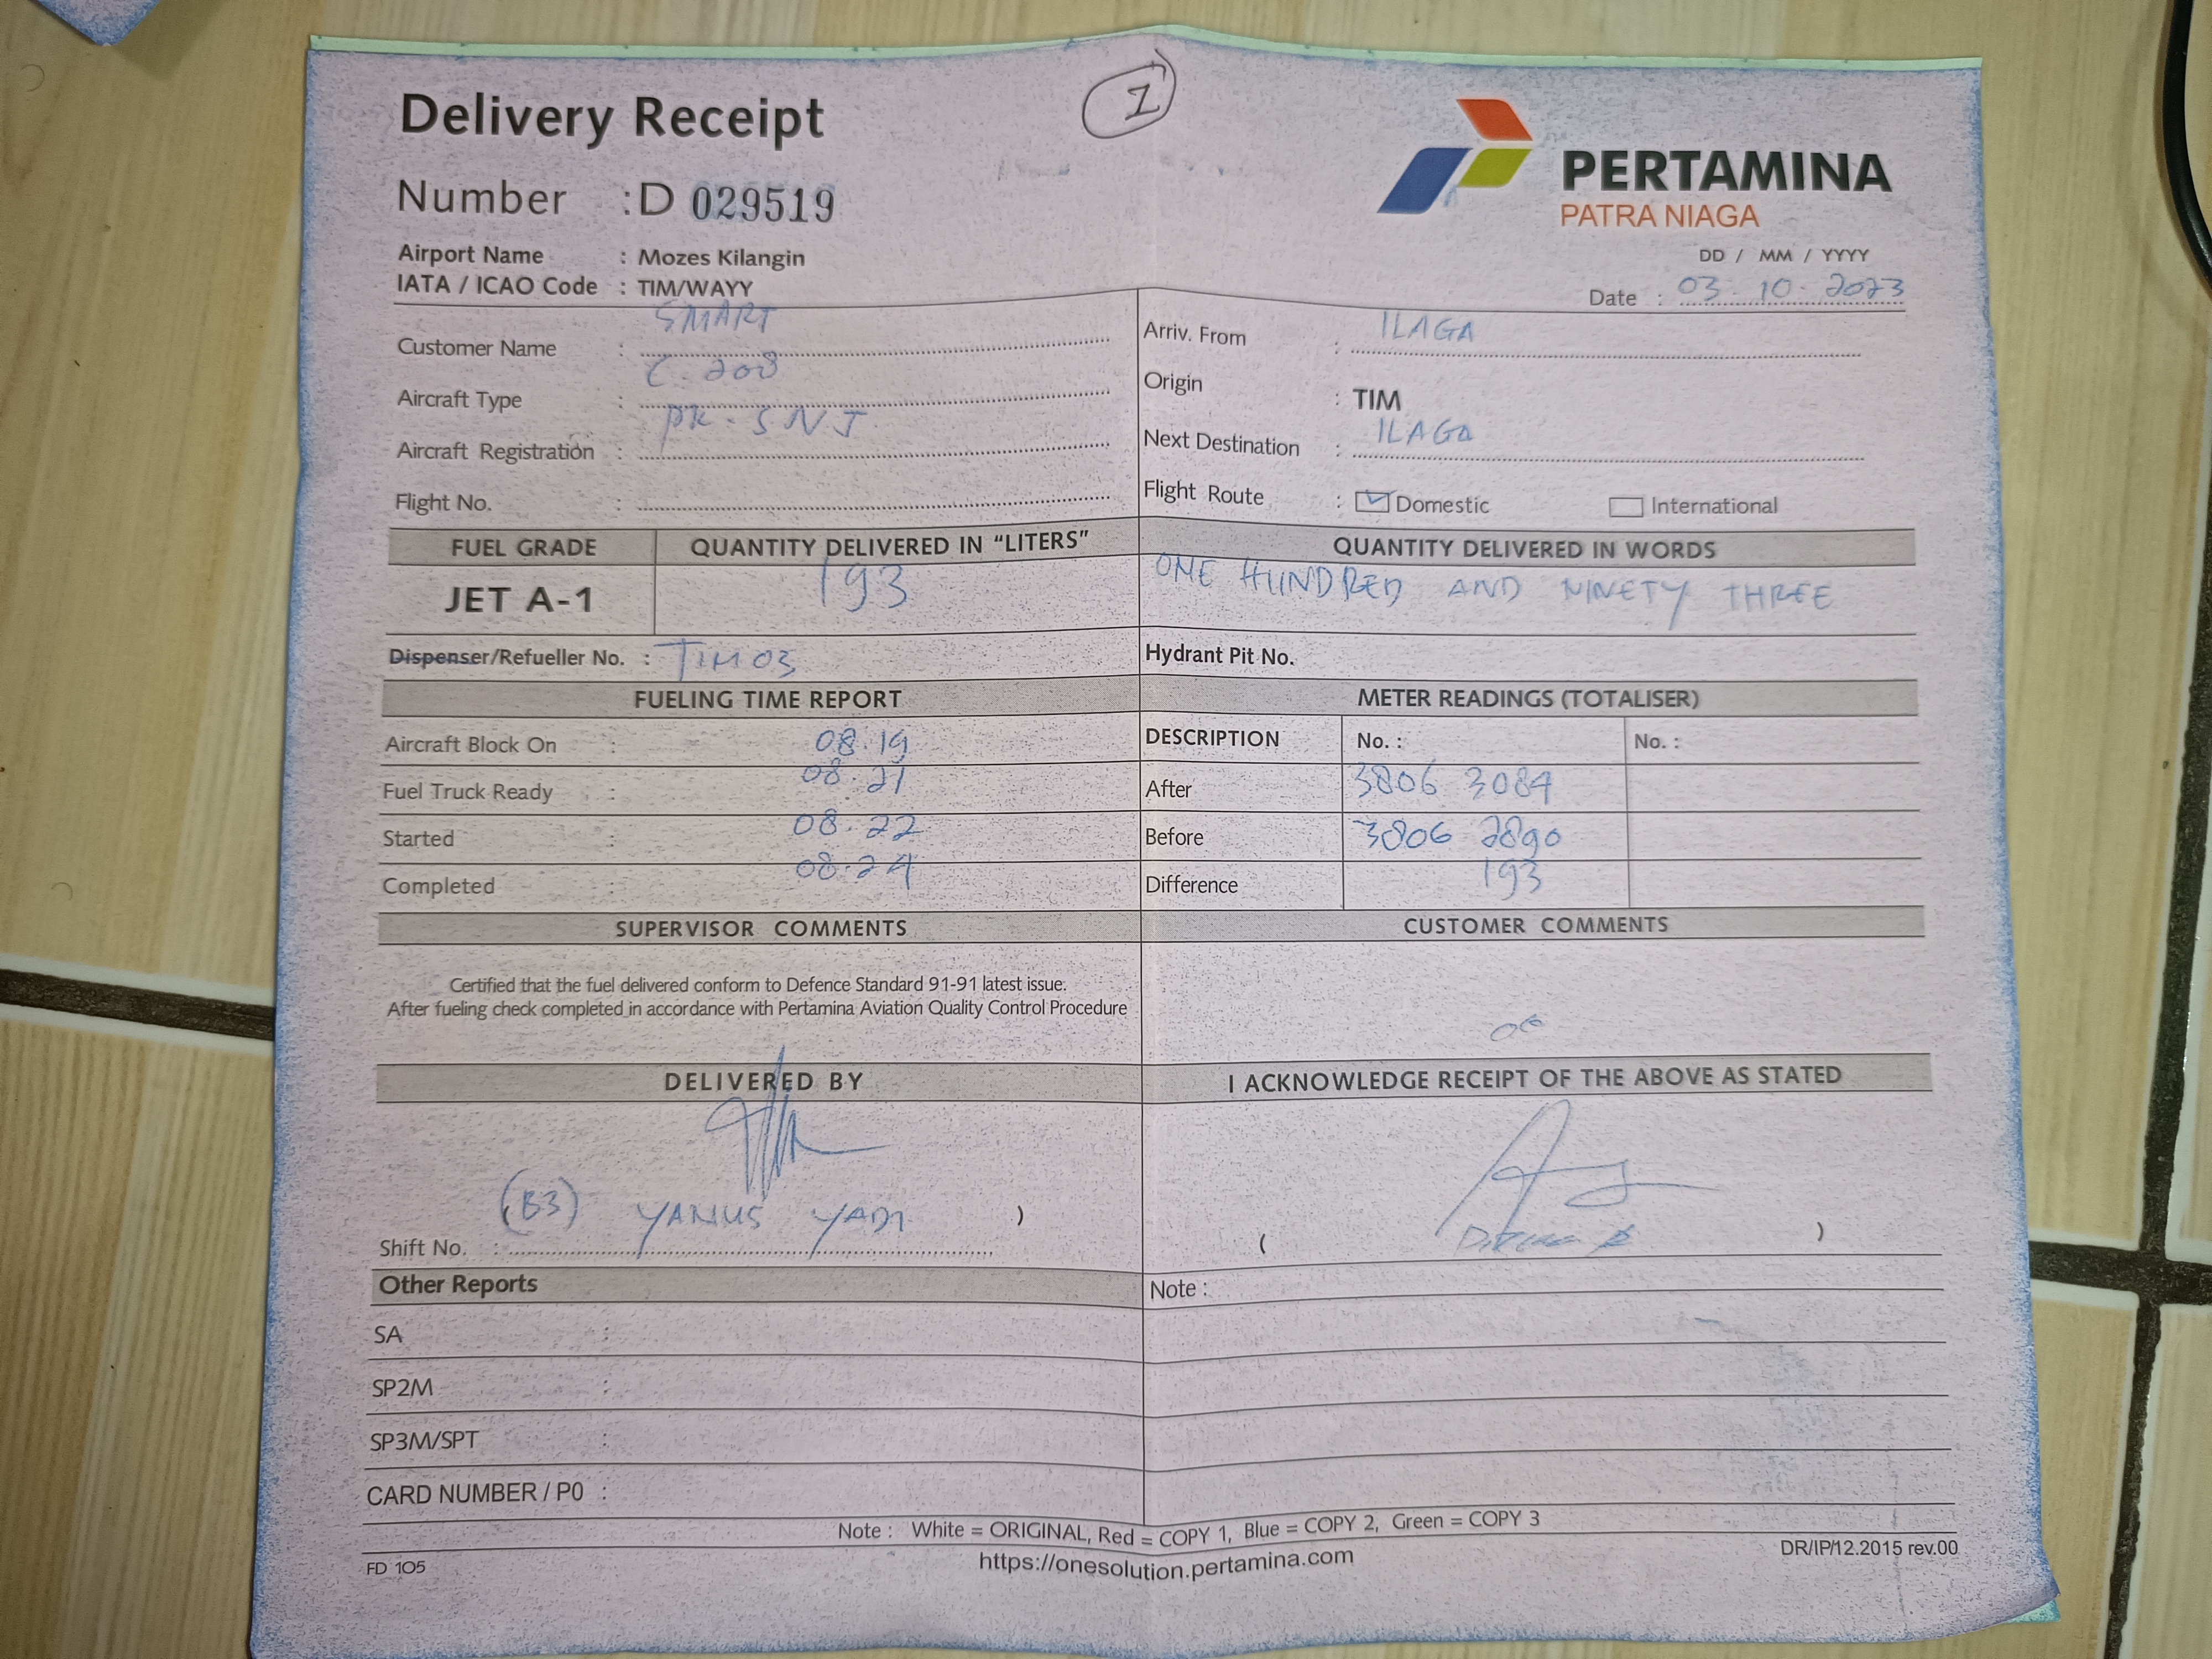 1
Delivery Receipt
Number : D 029519
PERTAMINA
PATRA NIAGA
Airport Name : Mozes Kilangin
IATA / ICAO Code : TIM/WAYY
DD / MM / YYYY
Date : 03 . 10 . 2023
Customer Name : SMART
Aircraft Type : C. 208
Aircraft Registration : PK. SNJ
Flight No. :
Arriv. From : ILAGA
Origin : TIM
Next Destination : ILAGA
Flight Route : Domestic International
FUEL GRADE QUANTITY DELIVERED IN “LITERS” QUANTITY DELIVERED IN WORDS
JET A-1 193 ONE HUNDRED AND NINETY THREE
Dispenser/Refueller No. : TIM 03 Hydrant Pit No.
FUELING TIME REPORT
Aircraft Block On : 08.19
Fuel Truck Ready : 08.21
Started : 08.22
Completed : 08.24
METER READINGS (TOTALISER)
DESCRIPTION No. : No. :
After 3806 3084
Before 3806 2890
Difference 193
SUPERVISOR COMMENTS
Certified that the fuel delivered conform to Defence Standard 91-91 latest issue.
After fueling check completed in accordance with Pertamina Aviation Quality Control Procedure
CUSTOMER COMMENTS
DELIVERED BY
(B3) YANUS YADI )
Shift No. :
I ACKNOWLEDGE RECEIPT OF THE ABOVE AS STATED
( )
Other Reports
SA :
SP2M :
SP3M/SPT :
CARD NUMBER / P0 :
Note :
Note : White = ORIGINAL, Red = COPY 1, Blue = COPY 2, Green = COPY 3
FD 105
https://onesolution.pertamina.com
DR/IP/12.2015 rev.00